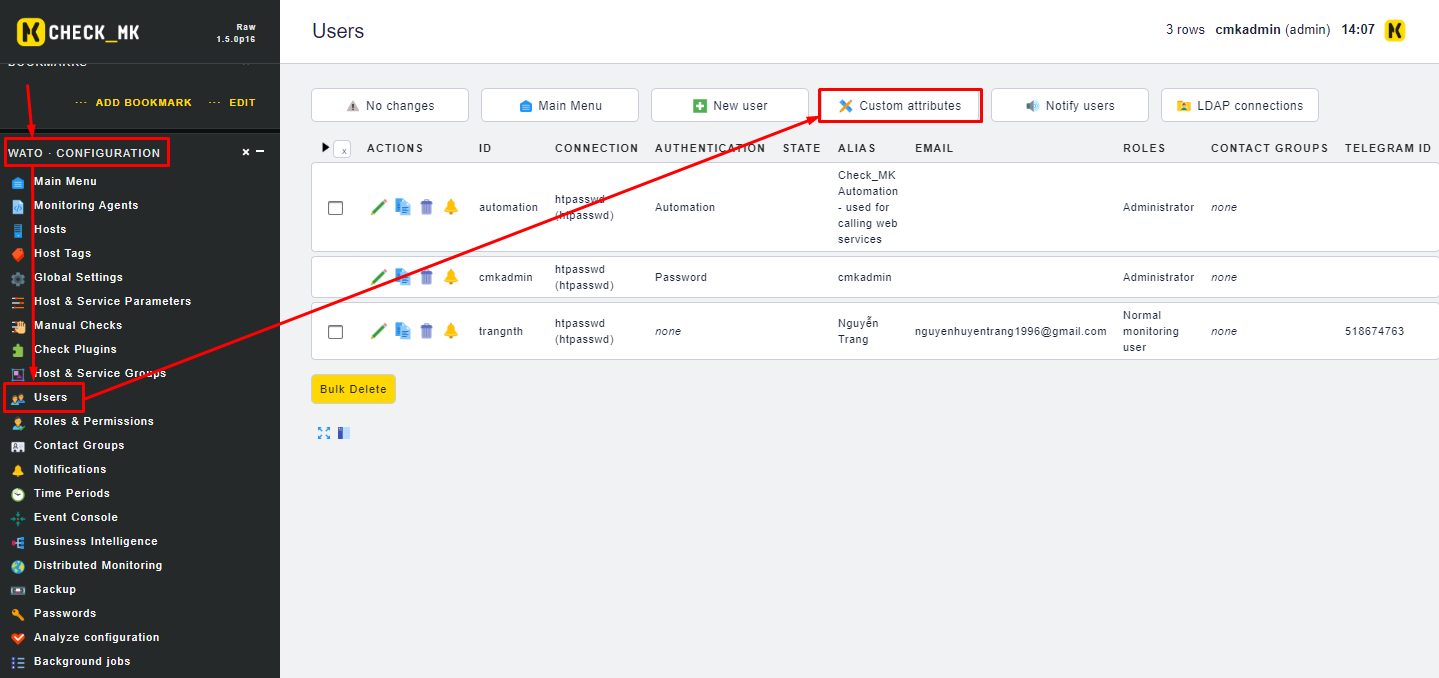 CHECK_MK
Raw
1.5.0p16
BOOKMARKS
··· ADD BOOKMARK ··· EDIT
WATO · CONFIGURATION
Main Menu
Monitoring Agents
Hosts
Host Tags
Global Settings
Host & Service Parameters
Manual Checks
Check Plugins
Host & Service Groups
Users
Roles & Permissions
Contact Groups
Notifications
Time Periods
Event Console
Business Intelligence
Distributed Monitoring
Backup
Passwords
Analyze configuration
Background jobs
Users
3 rows cmkadmin (admin) 14:07
No changes
Main Menu
New user
Custom attributes
Notify users
LDAP connections
x ACTIONS ID CONNECTION AUTHENTICATION STATE ALIAS EMAIL ROLES CONTACT GROUPS TELEGRAM ID
automation
htpasswd
(htpasswd)
Automation
Check_MK
Automation
- used for
calling web
services
Administrator
none
cmkadmin
htpasswd
(htpasswd)
Password
cmkadmin
Administrator
none
trangnth
htpasswd
(htpasswd)
none
Nguyễn
Trang
nguyenhuyentrang1996@gmail.com
Normal
monitoring
user
none
518674763
Bulk Delete